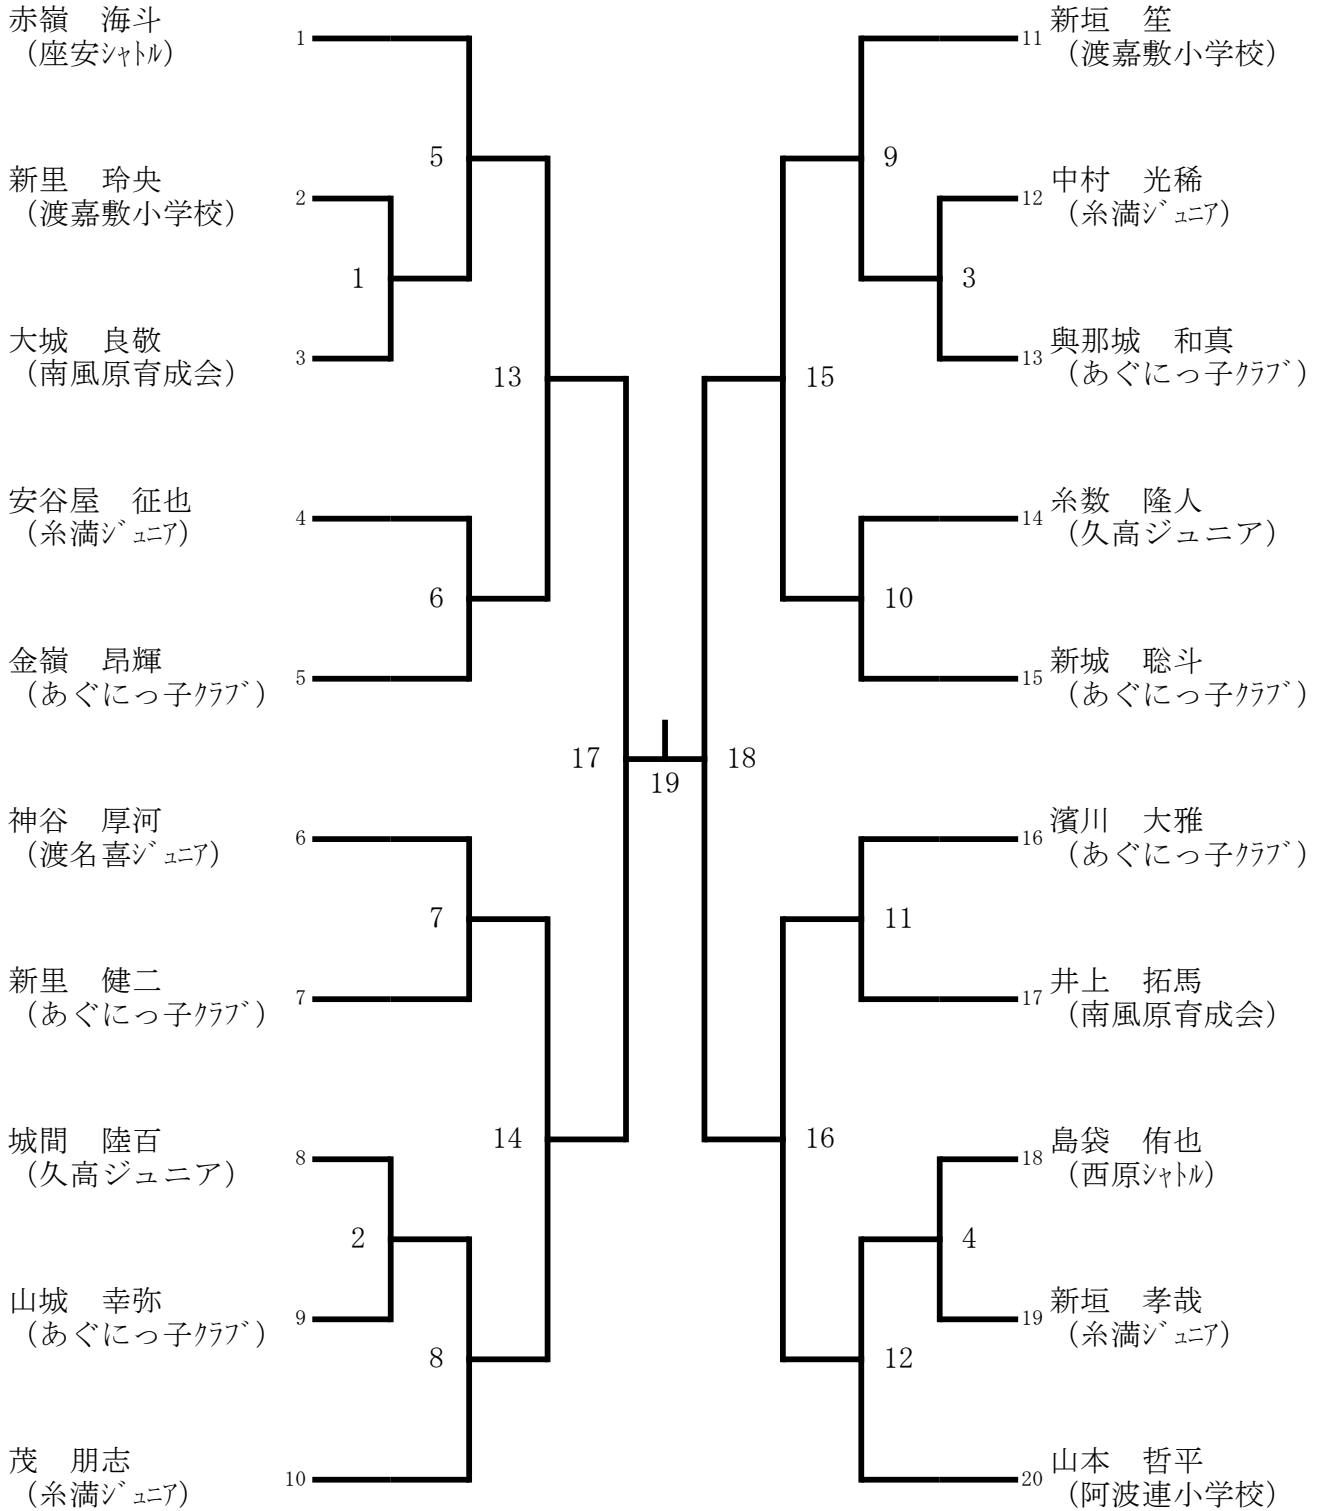 赤嶺　海斗
（座安ｼｬﾄﾙ）
1
新里　玲央
（渡嘉敷小学校）
2
大城　良敬
（南風原育成会）
3
安谷屋　征也
（糸満ｼﾞｭﾆｱ）
4
金嶺　昂輝
（あぐにっ子ｸﾗﾌﾞ）
5
神谷　厚河
（渡名喜ｼﾞｭﾆｱ）
6
新里　健二
（あぐにっ子ｸﾗﾌﾞ）
7
城間　陸百
（久高ジュニア）
8
山城　幸弥
（あぐにっ子ｸﾗﾌﾞ）
9
茂　朋志
（糸満ｼﾞｭﾆｱ）
10
1
2
5
6
7
8
13
14
17
19
18
15
16
9
10
11
12
3
4
11
新垣　笙
（渡嘉敷小学校）
12
中村　光稀
（糸満ｼﾞｭﾆｱ）
13
與那城　和真
（あぐにっ子ｸﾗﾌﾞ）
14
糸数　隆人
（久高ジュニア）
15
新城　聡斗
（あぐにっ子ｸﾗﾌﾞ）
16
濱川　大雅
（あぐにっ子ｸﾗﾌﾞ）
17
井上　拓馬
（南風原育成会）
18
島袋　侑也
（西原ｼｬﾄﾙ）
19
新垣　孝哉
（糸満ｼﾞｭﾆｱ）
20
山本　哲平
（阿波連小学校）